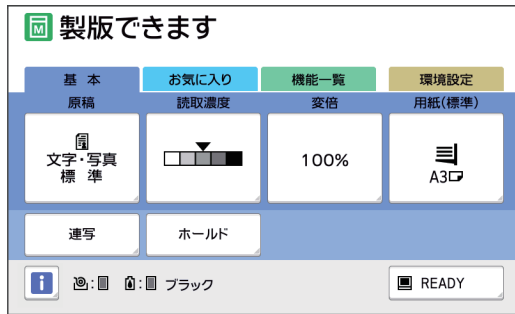 M 製版できます
基本 お気に入り 機能一覧 環境設定
原稿 読取濃度 変倍 用紙(標準)
文字・写真
標準
100%
A3
連写 ホールド
i : : ブラック READY